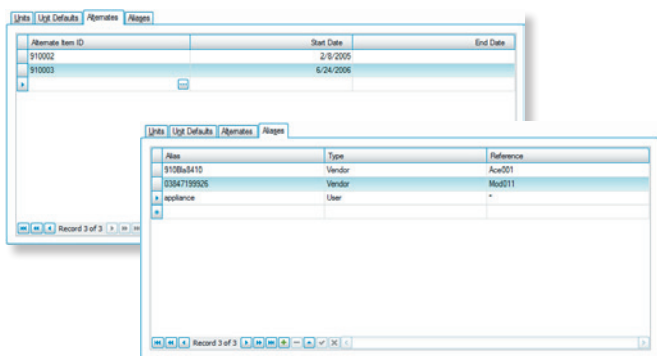 Units Unit Defaults Alternates Aliases
Alternate Item ID Start Date End Date
910002 2/8/2005
910003 6/24/2006
Record 3 of 3
Units Unit Defaults Alternates Aliases
Alias Type Reference
910Bla8410 Vendor Ace001
03847199926 Vendor Mod011
appliance User *
Record 3 of 3